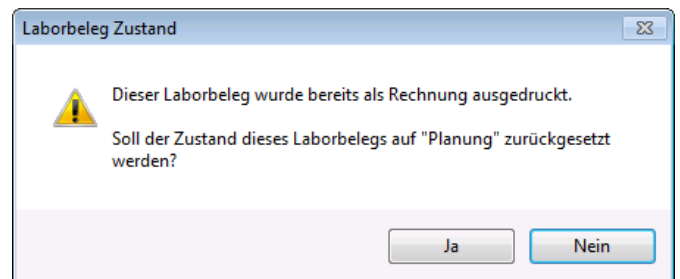 Laborbeleg Zustand
Dieser Laborbeleg wurde bereits als Rechnung ausgedruckt.
Soll der Zustand dieses Laborbelegs auf "Planung" zurückgesetzt
werden?
Ja
Nein